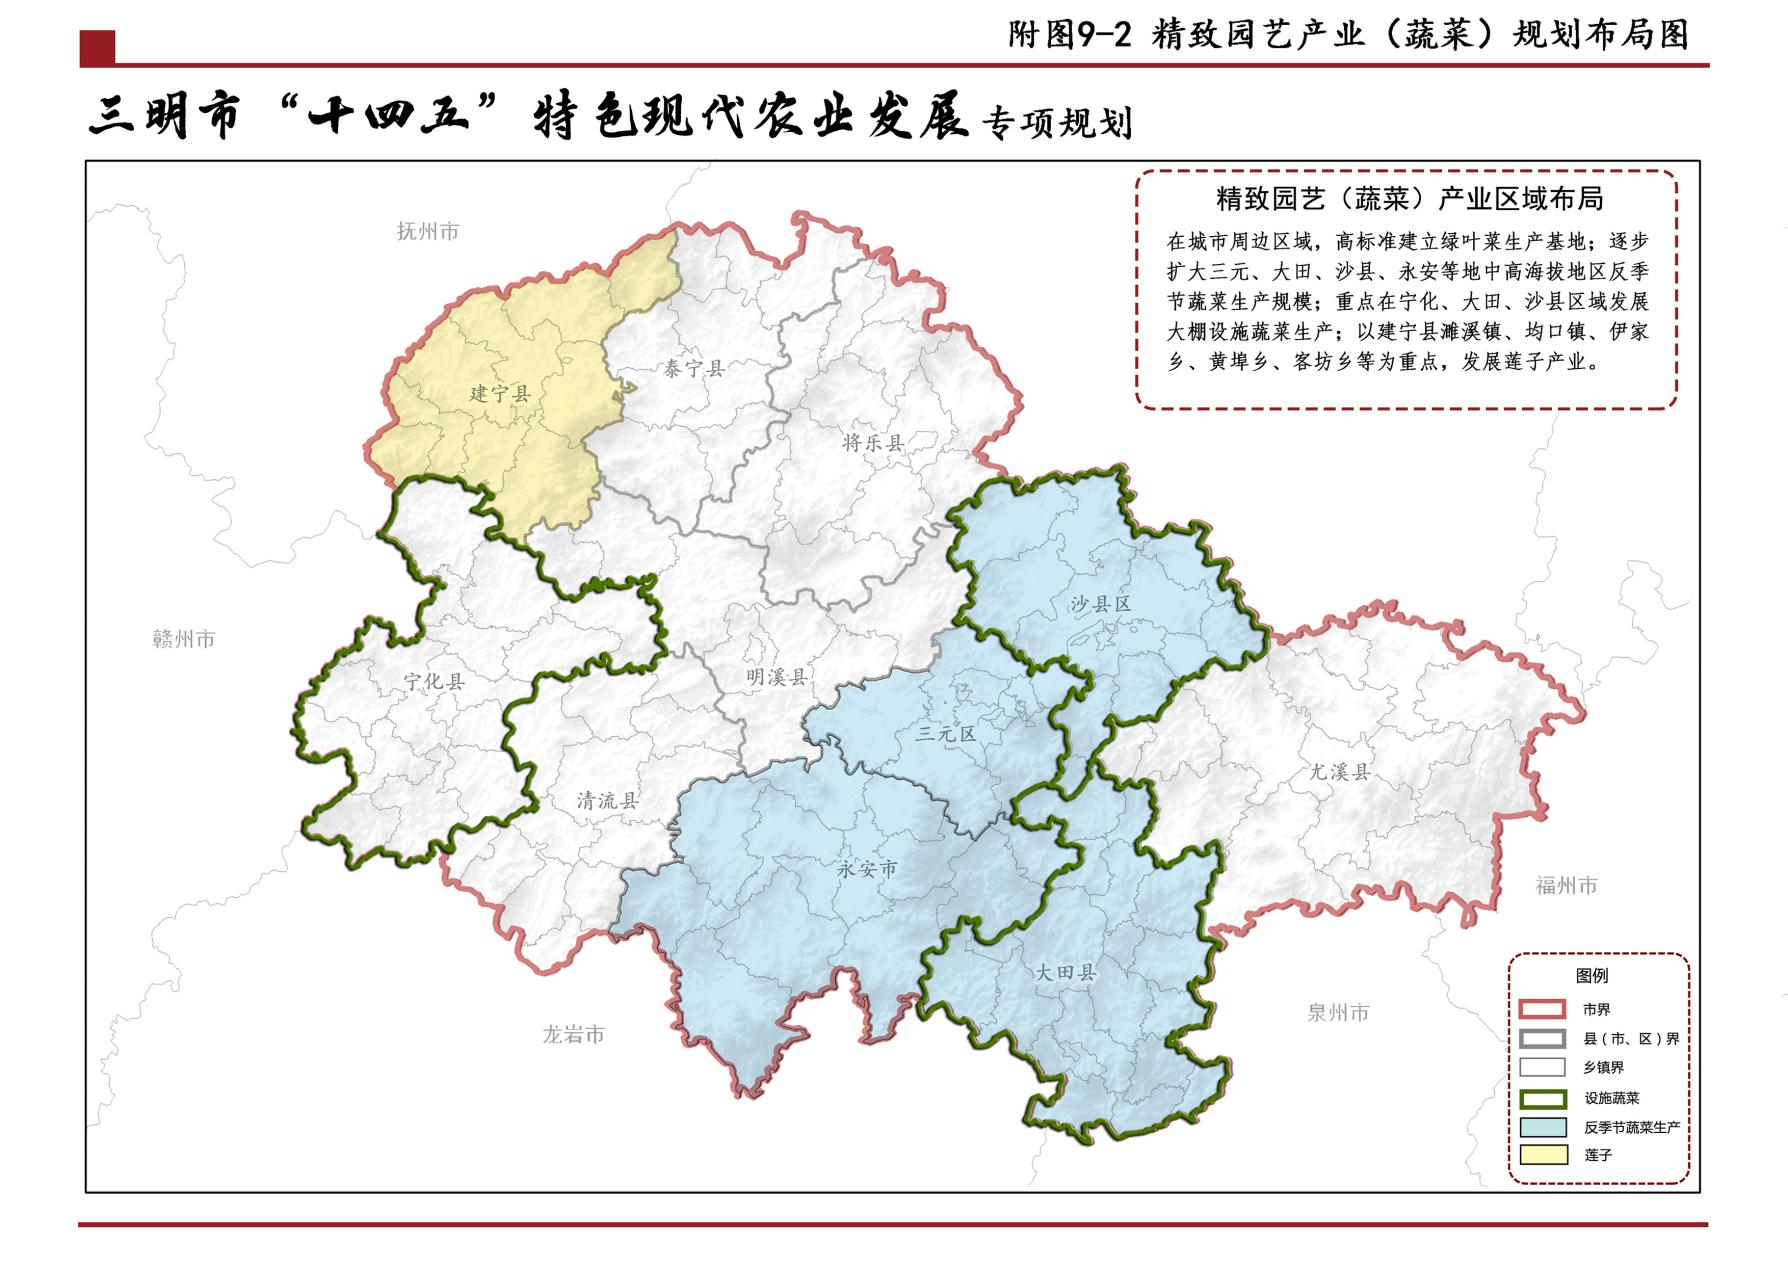 附图9-2 精致园艺产业（蔬菜）规划布局图
三明市“十四五”特色现代农业发展专项规划
精致园艺（蔬菜）产业区域布局
在城市周边区域，高标准建立绿叶菜生产基地；逐步
扩大三元、大田、沙县、永安等地中高海拔地区反季
节蔬菜生产规模；重点在宁化、大田、沙县区域发展
大棚设施蔬菜生产；以建宁县濉溪镇、均口镇、伊家
乡、黄埠乡、客坊乡等为重点，发展莲子产业。
抚州市
泰宁县
建宁县
将乐县
沙县区
赣州市
明溪县
宁化县
三元区
尤溪县
清流县
永安市
福州市
大田县
泉州市
龙岩市
图例
市界
县（市、区）界
乡镇界
设施蔬菜
反季节蔬菜生产
莲子